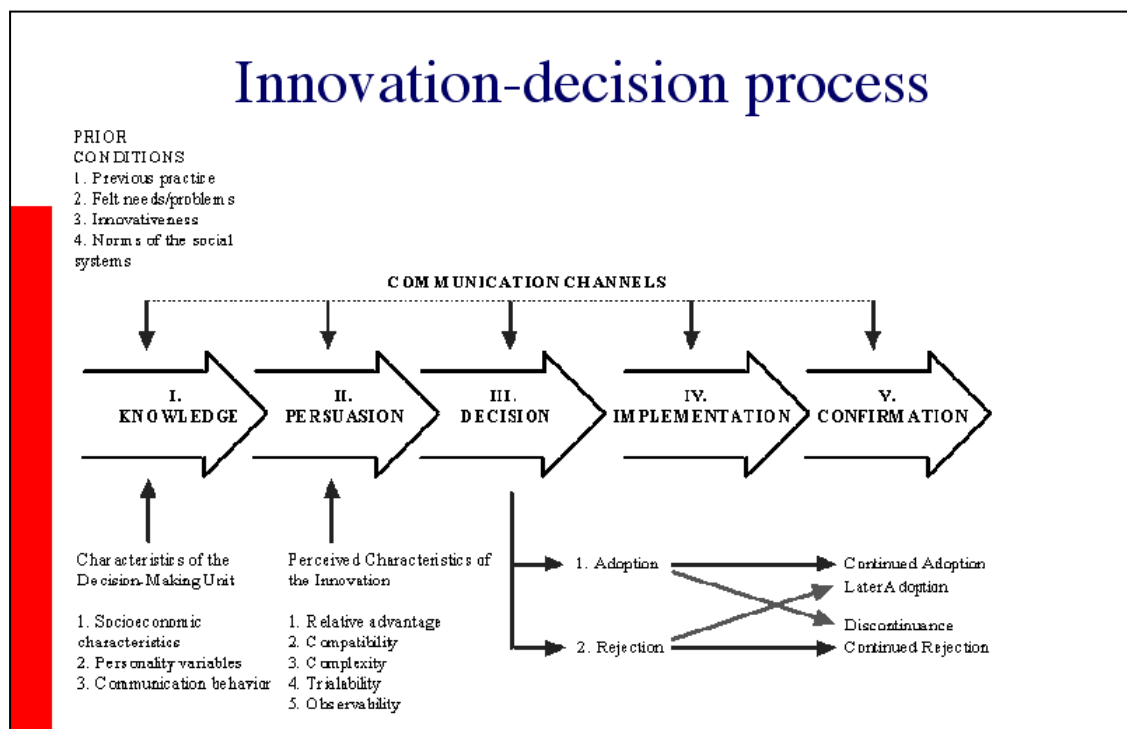 Innovation-decision process
PRIOR
CONDITIONS
1. Previous practice
2. Felt needs/problems
3. Innovativeness
4. Norms of the social
systems
COMMUNICATION CHANNELS
I.
KNOWLEDGE
II.
PERSUASION
III.
DECISION
IV.
IMPLEMENTATION
V.
CONFIRMATION
Characteristics of the
Decision-Making Unit
1. Socioeconomic
characteristics
2. Personality variables
3. Communication behavior
Perceived Characteristics of
the Innovation
1. Relative advantage
2. Compatibility
3. Complexity
4. Trialability
5. Observability
1. Adoption
2. Rejection
Continued Adoption
Later Adoption
Discontinuance
Continued Rejection